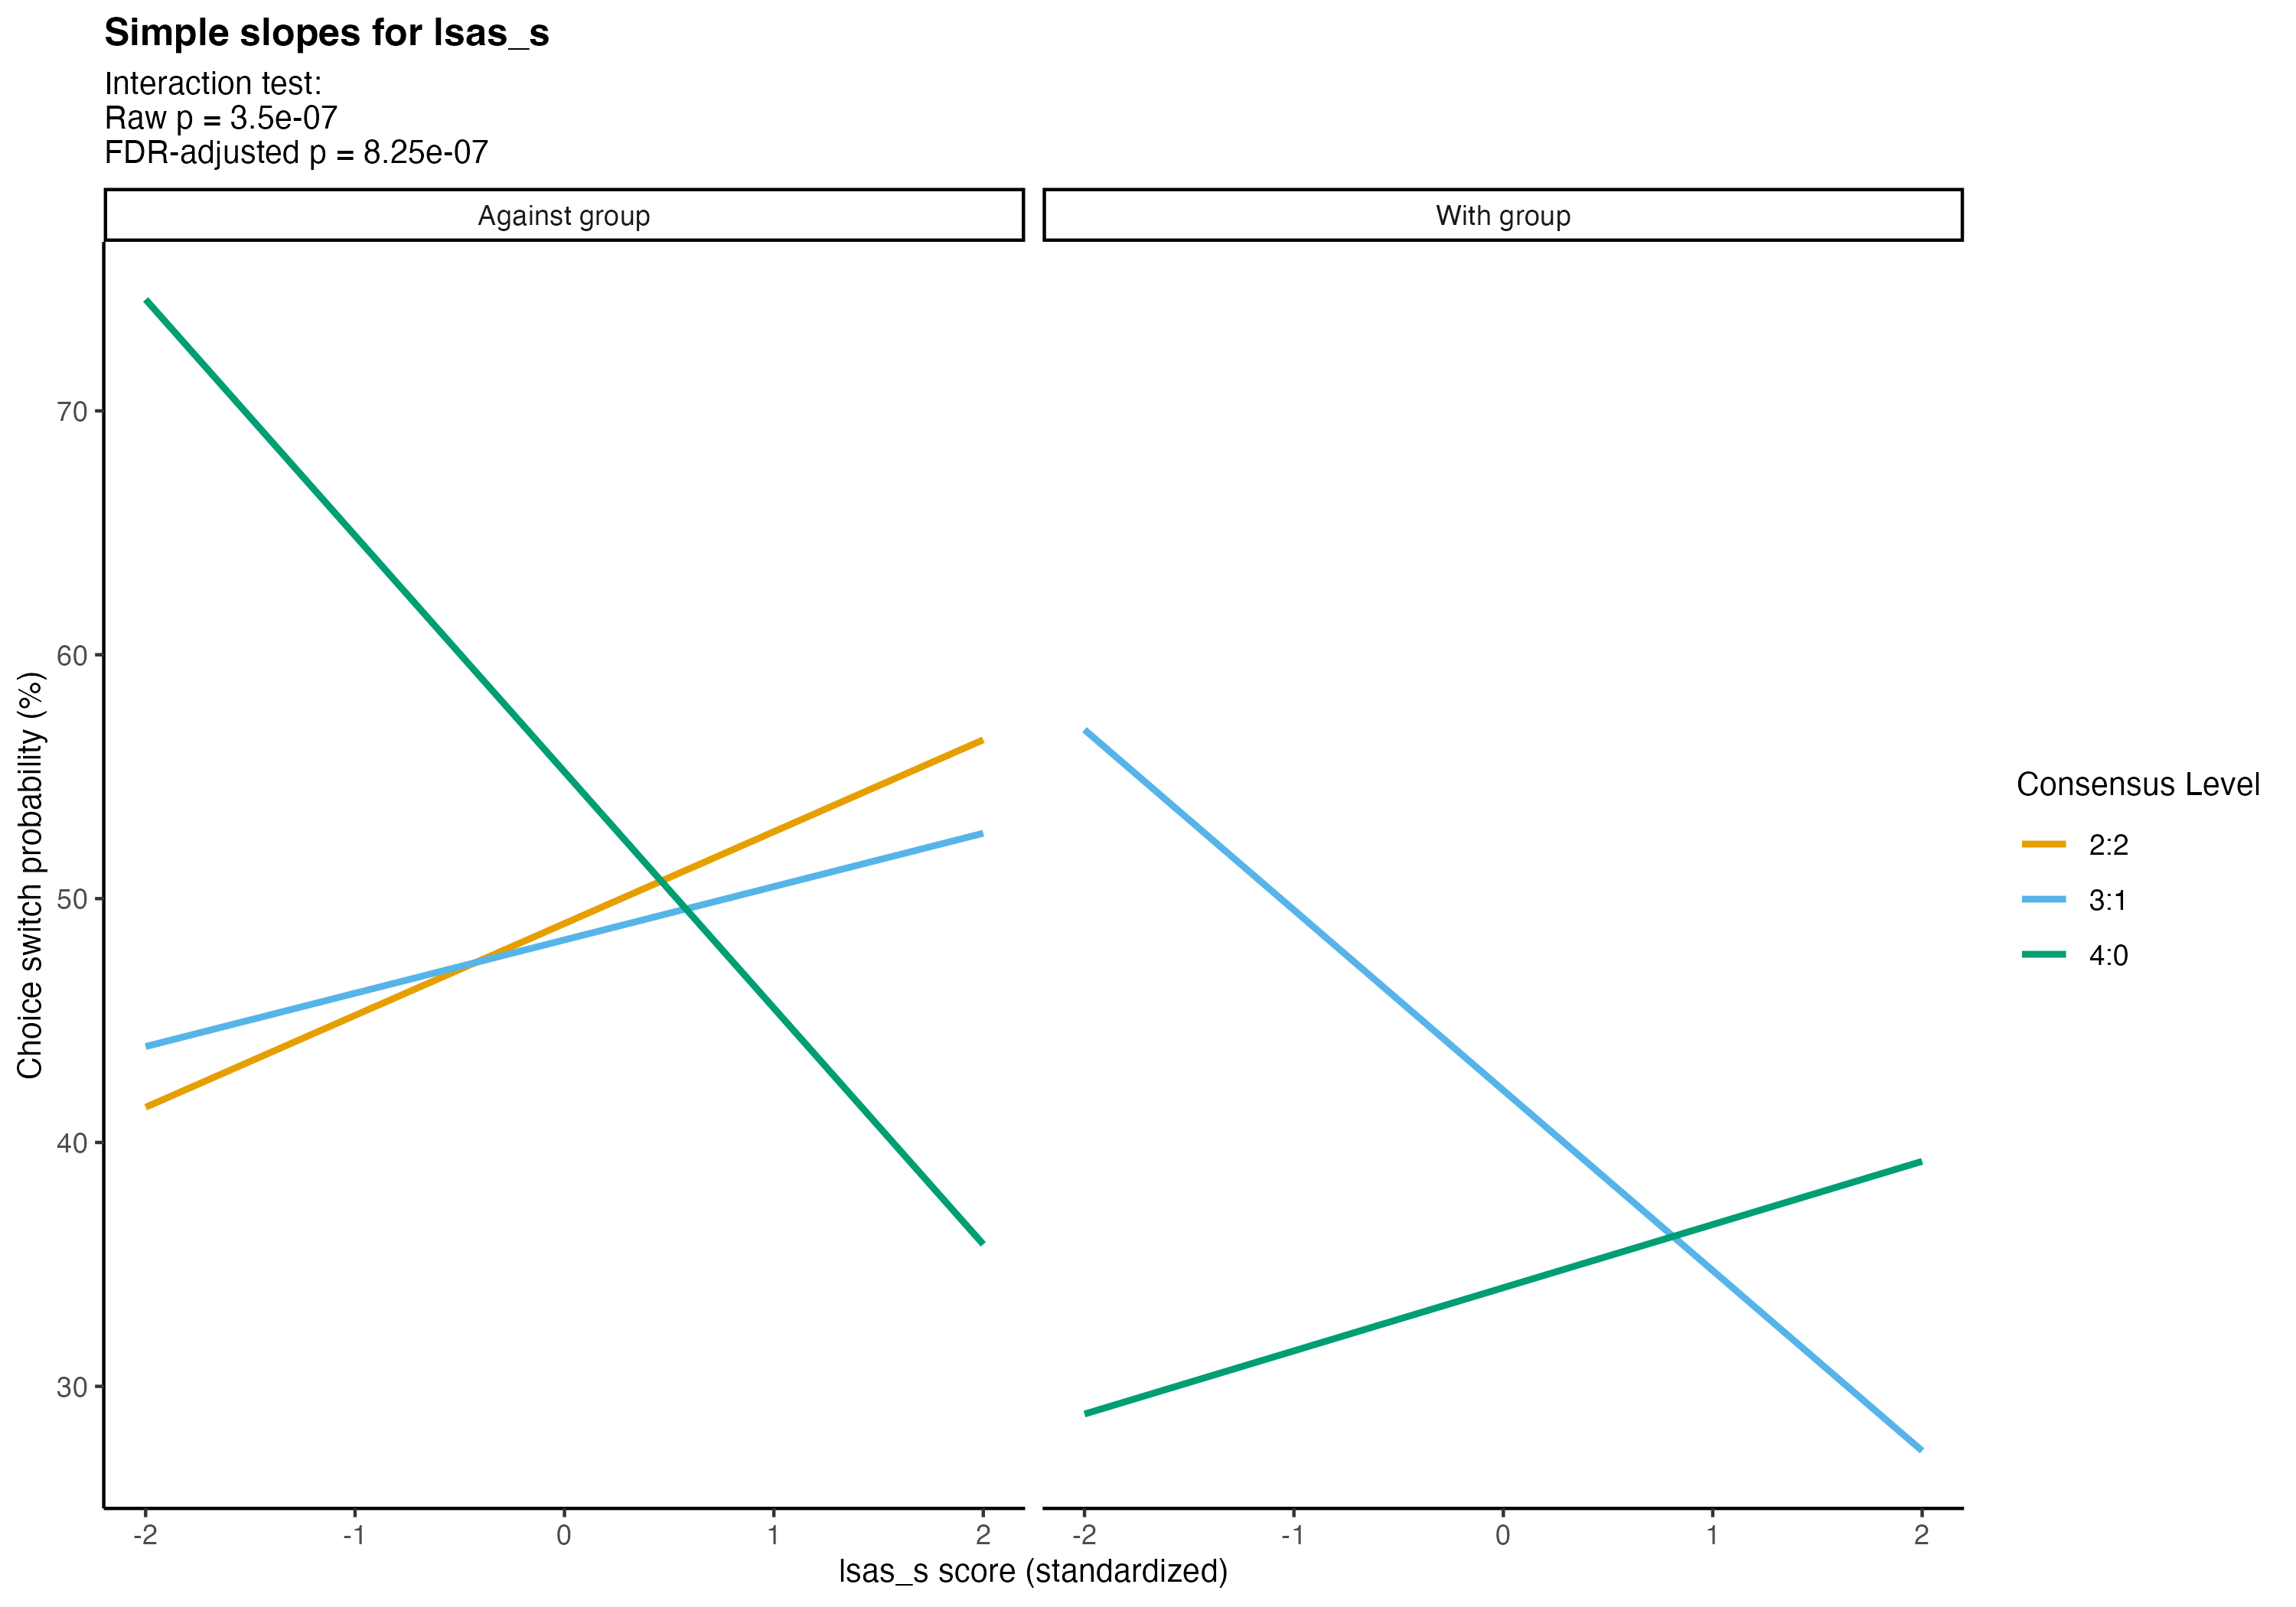 Simple slopes for lsas_s
Interaction test:
Raw p = 3.5e-07
FDR-adjusted p = 8.25e-07
Against group
With group
Choice switch probability (%)
70
60
50
40
30
-2
-1
0
1
2
-2
-1
0
1
2
lsas_s score (standardized)
Consensus Level
2:2
3:1
4:0